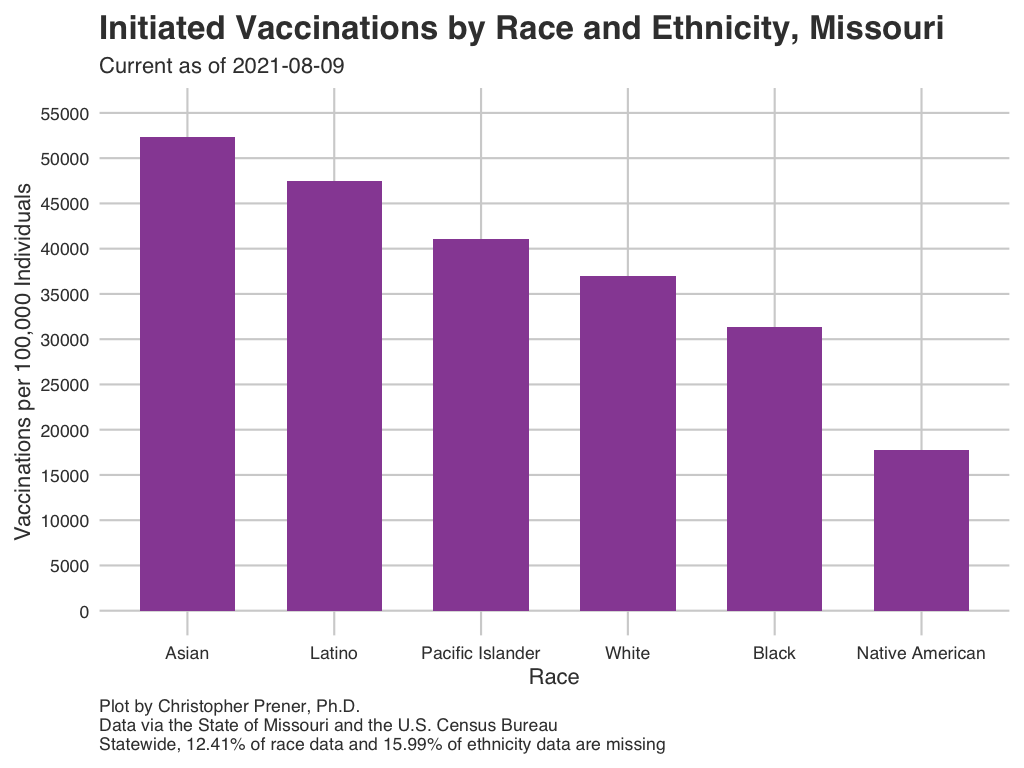 Initiated Vaccinations by Race and Ethnicity, Missouri
Current as of 2021-08-09
Vaccinations per 100,000 Individuals
55000
50000
45000
40000
35000
30000
25000
20000
15000
10000
5000
0
Asian Latino Pacific Islander White Black Native American
Race
Plot by Christopher Prener, Ph.D.
Data via the State of Missouri and the U.S. Census Bureau
Statewide, 12.41% of race data and 15.99% of ethnicity data are missing